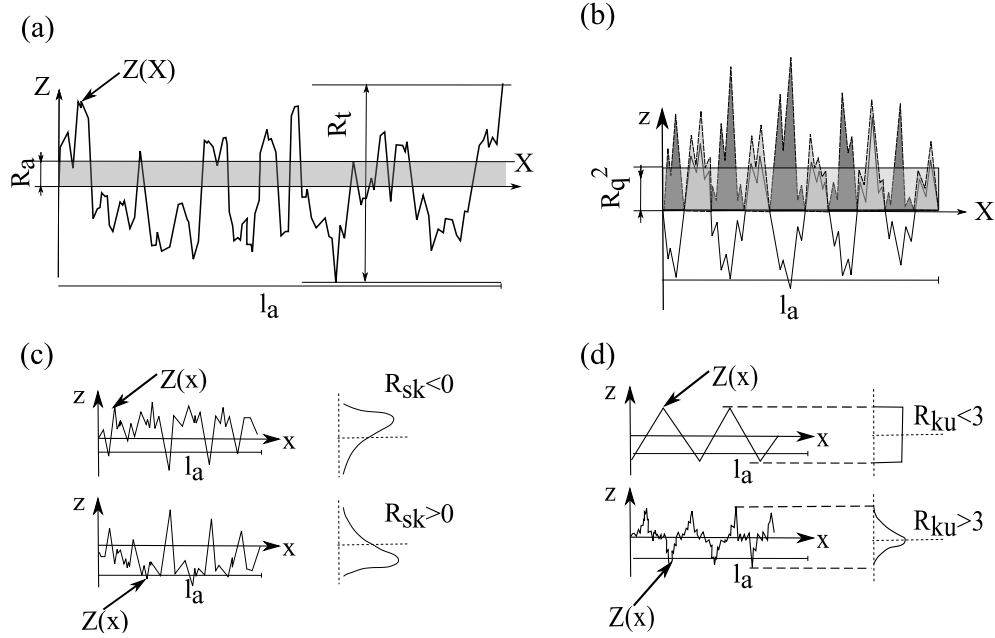 (a)
Z(X)
Z
R_t
R_a
X
l_a
(b)
z
R_q^2
X
l_a
(c)
Z(x)
z
R_sk<0
x
l_a
z
R_sk>0
x
l_a
Z(x)
(d)
Z(x)
z
R_ku<3
x
l_a
z
R_ku>3
x
l_a
Z(x)